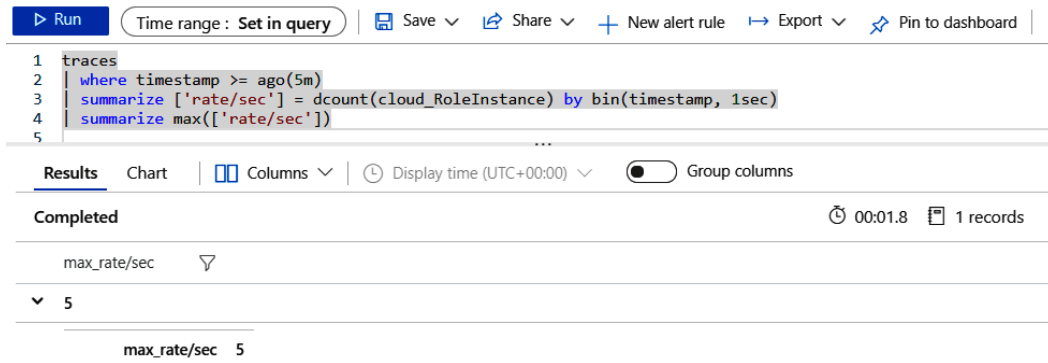 Run Time range : Set in query Save Share New alert rule Export Pin to dashboard
1 traces
2 | where timestamp >= ago(5m)
3 | summarize ['rate/sec'] = dcount(cloud_RoleInstance) by bin(timestamp, 1sec)
4 | summarize max(['rate/sec'])
5
...
Results Chart Columns Display time (UTC+00:00) Group columns
Completed 00:01.8 1 records
max_rate/sec
5
max_rate/sec 5